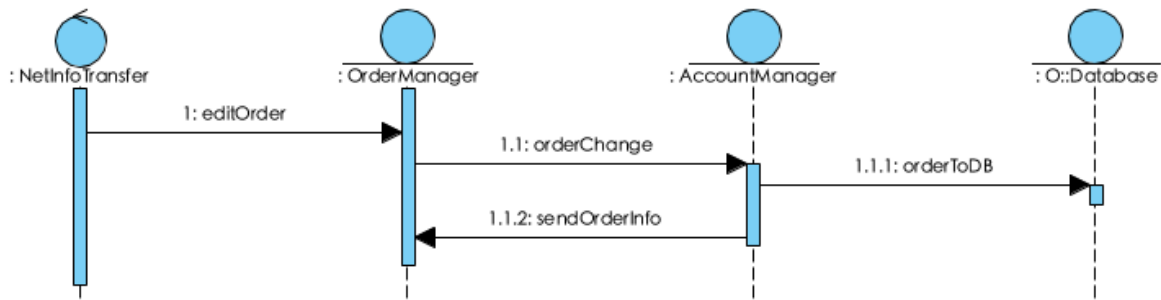 : NetInfoTransfer
: OrderManager
: AccountManager
: O::Database
1: editOrder
1.1: orderChange
1.1.1: orderToDB
1.1.2: sendOrderInfo